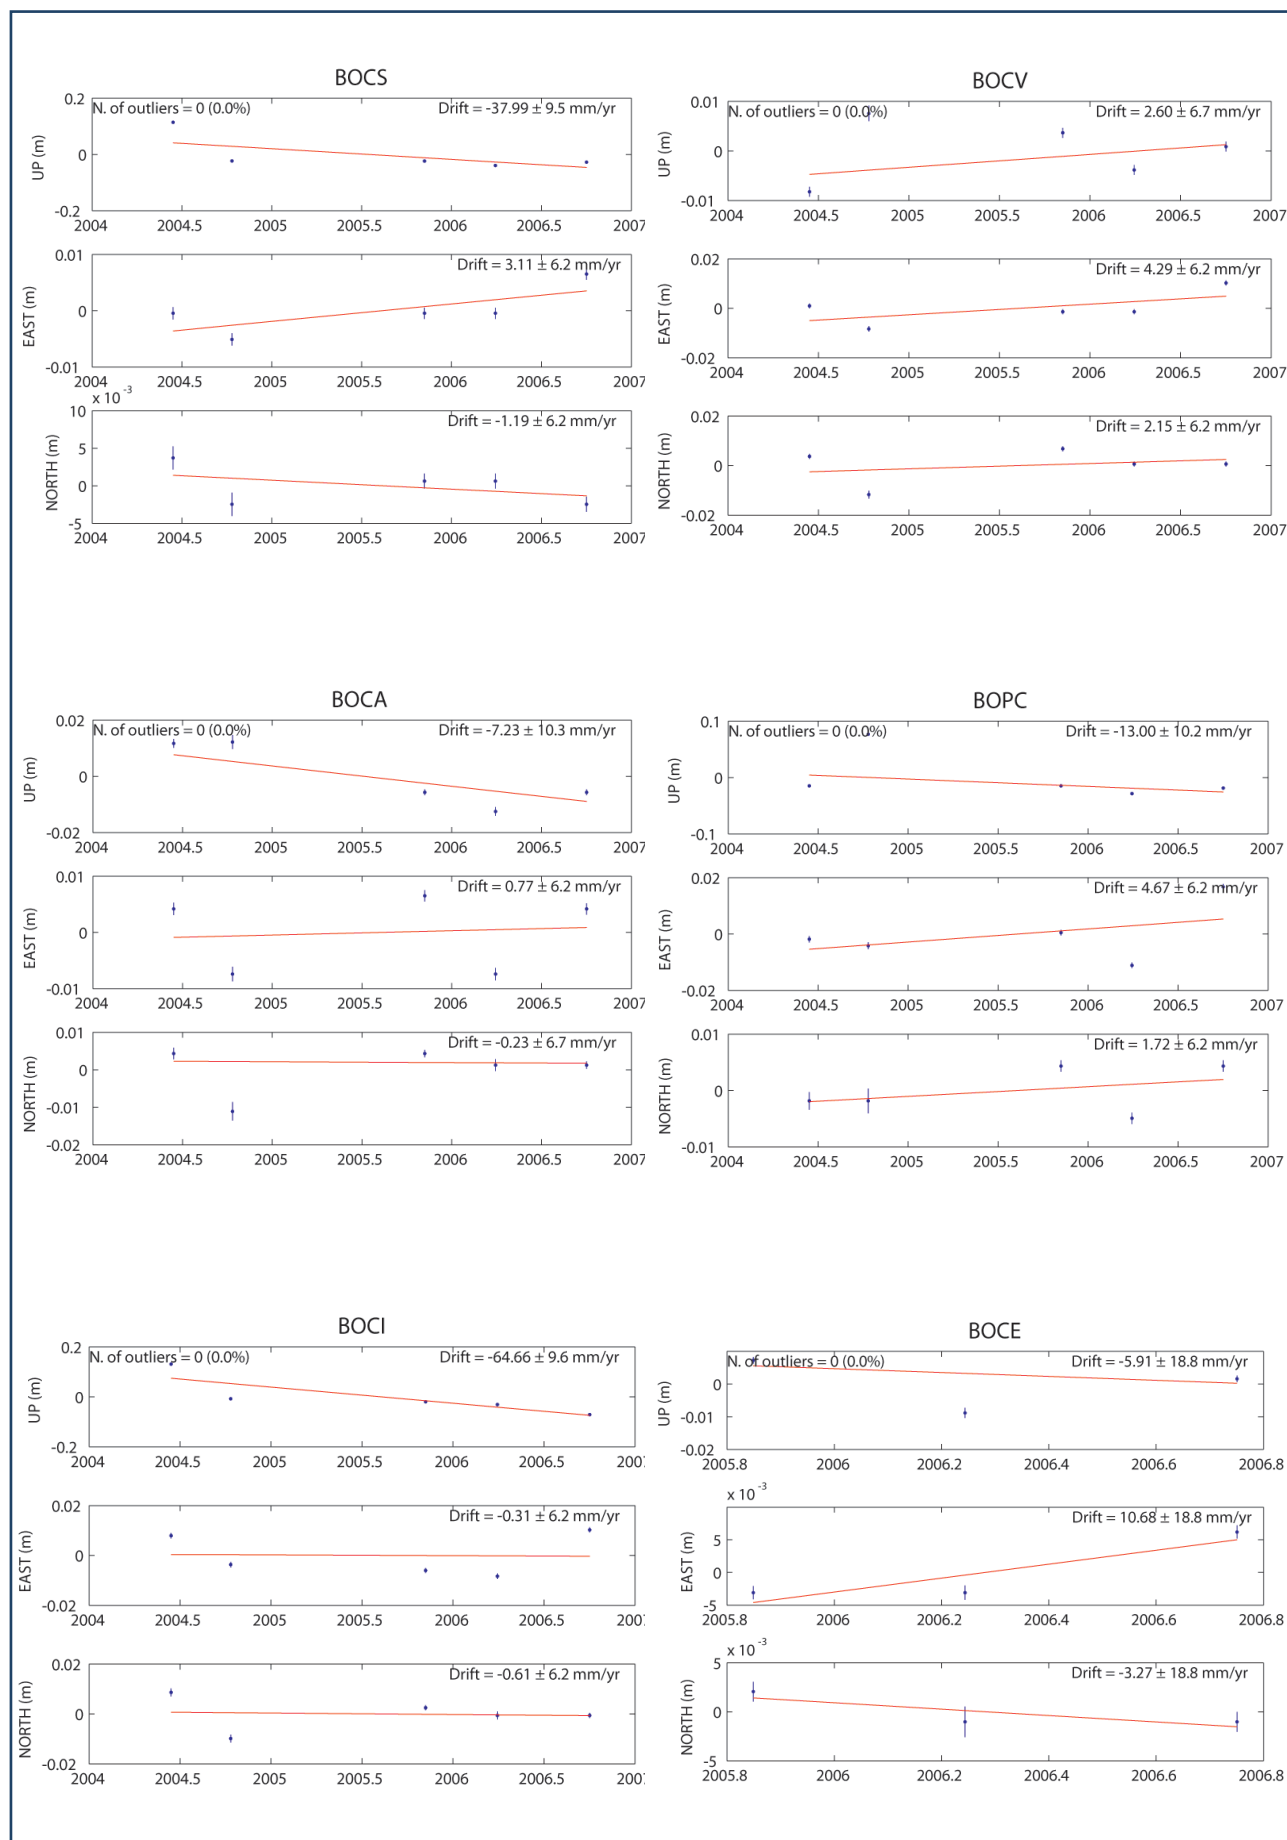 BOCS
N. of outliers = 0 (0.0%) Drift = -37.99 ± 9.5 mm/yr
0.2
UP (m)
0
-0.2
2004 2004.5 2005 2005.5 2006 2006.5 2007
Drift = 3.11 ± 6.2 mm/yr
0.01
EAST (m)
0
-0.01
2004 2004.5 2005 2005.5 2006 2006.5 2007
x 10 -3
Drift = -1.19 ± 6.2 mm/yr
10
NORTH (m)
5
0
-5
2004 2004.5 2005 2005.5 2006 2006.5 2007
BOCV
N. of outliers = 0 (0.0%) Drift = 2.60 ± 6.7 mm/yr
0.01
UP (m)
0
-0.01
2004 2004.5 2005 2005.5 2006 2006.5 2007
Drift = 4.29 ± 6.2 mm/yr
0.02
EAST (m)
0
-0.02
2004 2004.5 2005 2005.5 2006 2006.5 2007
Drift = 2.15 ± 6.2 mm/yr
0.02
NORTH (m)
0
-0.02
2004 2004.5 2005 2005.5 2006 2006.5 2007
BOCA
N. of outliers = 0 (0.0%) Drift = -7.23 ± 10.3 mm/yr
0.02
UP (m)
0
-0.02
2004 2004.5 2005 2005.5 2006 2006.5 2007
Drift = 0.77 ± 6.2 mm/yr
0.01
EAST (m)
0
-0.01
2004 2004.5 2005 2005.5 2006 2006.5 2007
Drift = -0.23 ± 6.7 mm/yr
0.01
NORTH (m)
0
-0.01
-0.02
2004 2004.5 2005 2005.5 2006 2006.5 2007
BOPC
N. of outliers = 0 (0.0%) Drift = -13.00 ± 10.2 mm/yr
0.1
UP (m)
0
-0.1
2004 2004.5 2005 2005.5 2006 2006.5 2007
Drift = 4.67 ± 6.2 mm/yr
0.02
EAST (m)
0
-0.02
2004 2004.5 2005 2005.5 2006 2006.5 2007
Drift = 1.72 ± 6.2 mm/yr
0.01
NORTH (m)
0
-0.01
2004 2004.5 2005 2005.5 2006 2006.5 2007
BOCI
N. of outliers = 0 (0.0%) Drift = -64.66 ± 9.6 mm/yr
0.2
UP (m)
0
-0.2
2004 2004.5 2005 2005.5 2006 2006.5
Drift = -0.31 ± 6.2 mm/yr
0.02
EAST (m)
0
-0.02
2004 2004.5 2005 2005.5 2006 2006.5
Drift = -0.61 ± 6.2 mm/yr
0.02
NORTH (m)
0
-0.02
2004 2004.5 2005 2005.5 2006 2006.5
BOCE
N. of outliers = 0 (0.0%) Drift = -5.91 ± 18.8 mm/yr
UP (m)
0
-0.01
-0.02
2005.8 2006 2006.2 2006.4 2006.6 2006.8
x 10 -3
Drift = 10.68 ± 18.8 mm/yr
EAST (m)
5
0
-5
2005.8 2006 2006.2 2006.4 2006.6 2006.8
x 10 -3
Drift = -3.27 ± 18.8 mm/yr
5
NORTH (m)
0
-5
2005.8 2006 2006.2 2006.4 2006.6 2006.8